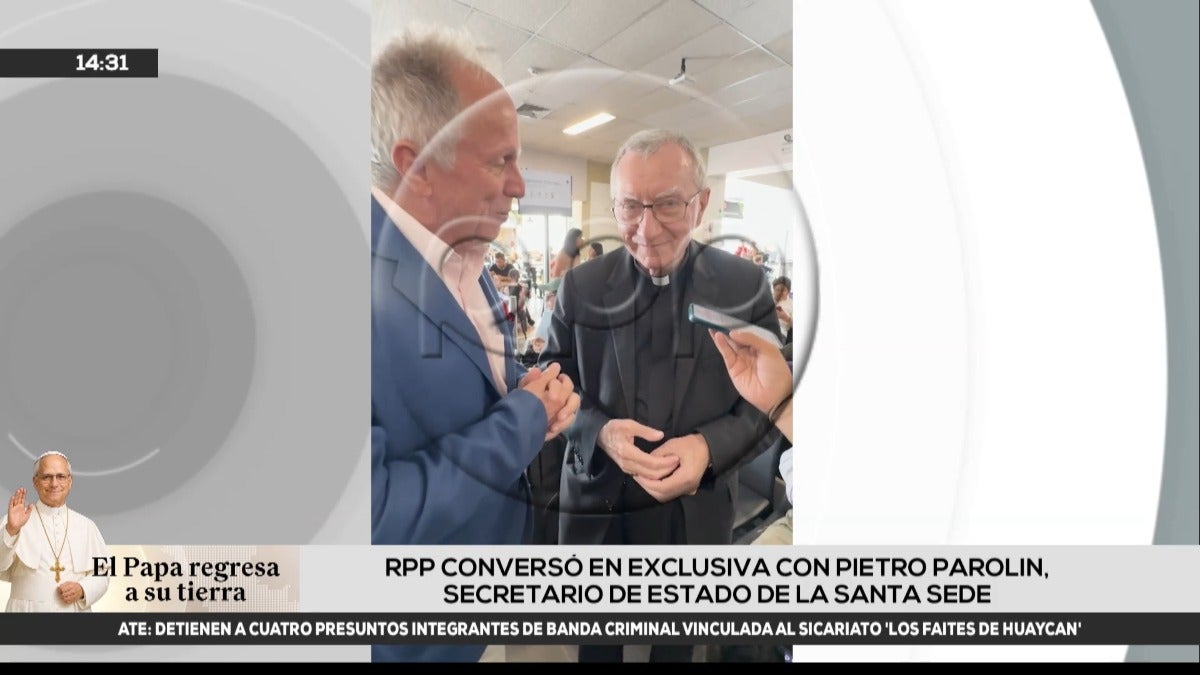 14:31
rpp
El Papa regresa
a su tierra
RPP CONVERSÓ EN EXCLUSIVA CON PIETRO PAROLIN,
SECRETARIO DE ESTADO DE LA SANTA SEDE
ATE: DETIENEN A CUATRO PRESUNTOS INTEGRANTES DE BANDA CRIMINAL VINCULADA AL SICARIATO 'LOS FAITES DE HUAYCAN'